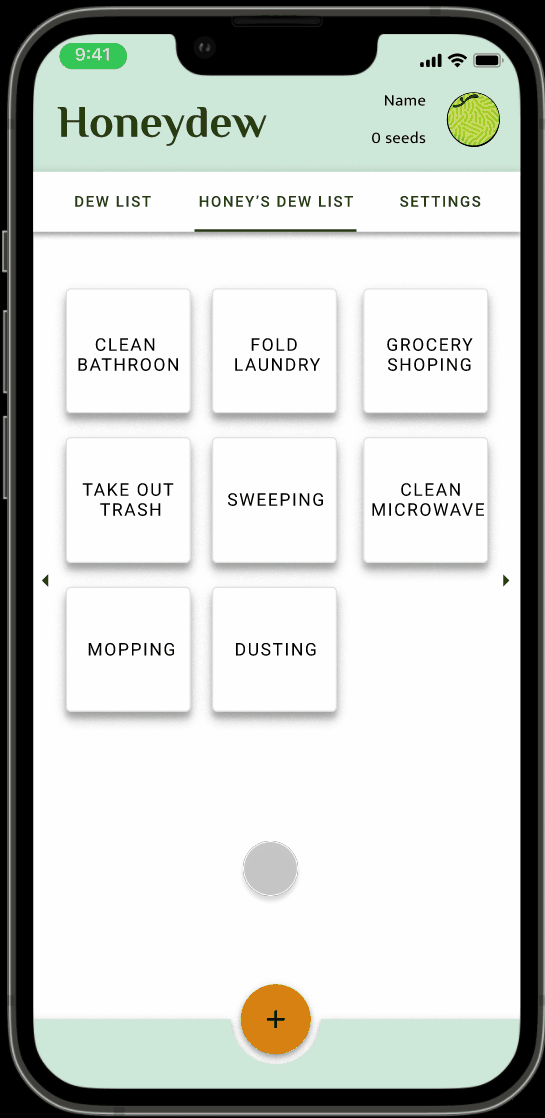 9:41
Honeydew
Name
0 seeds
DEW LIST
HONEY'S DEW LIST
SETTINGS
CLEAN
BATHROON
FOLD
LAUNDRY
GROCERY
SHOPING
TAKE OUT
TRASH
SWEEPING
CLEAN
MICROWAVE
MOPPING
DUSTING
+